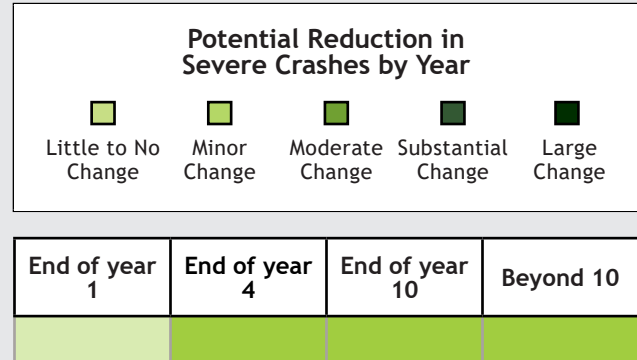 Potential Reduction in
Severe Crashes by Year
Little to No
Change
Minor
Change
Moderate
Change
Substantial
Change
Large
Change
End of year
1
End of year
4
End of year
10
Beyond 10